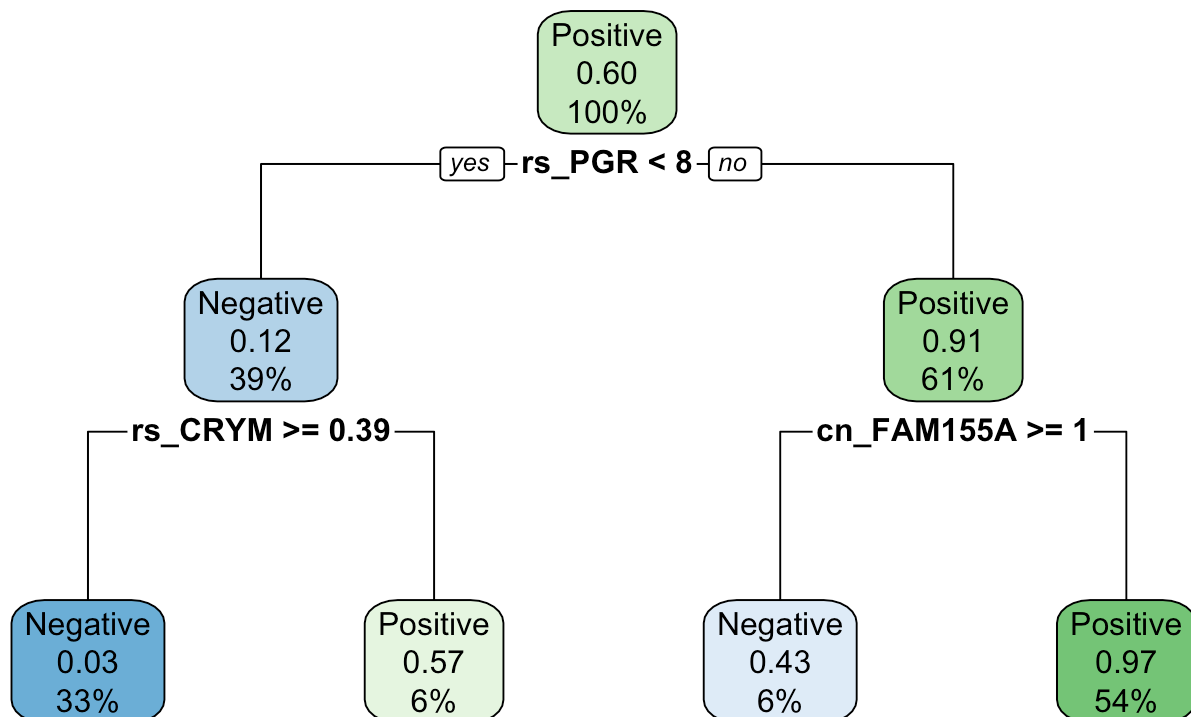 Positive
0.60
100%
yes rs_PGR < 8 no
Negative
0.12
39%
Positive
0.91
61%
rs_CRYM >= 0.39
cn_FAM155A >= 1
Negative
0.03
33%
Positive
0.57
6%
Negative
0.43
6%
Positive
0.97
54%